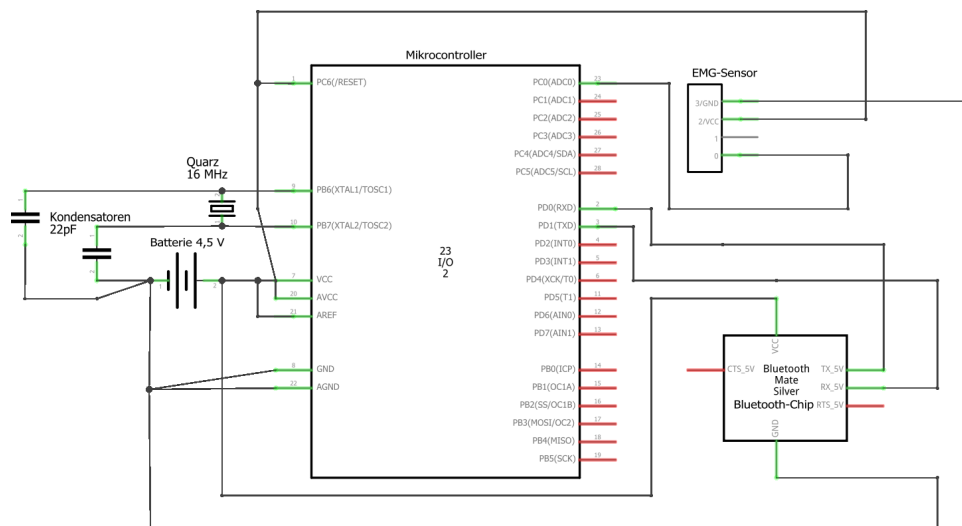 Mikrocontroller
EMG-Sensor
1
PC6(/RESET)
PC0(ADC0)
23
PC1(ADC1)
24
PC2(ADC2)
25
PC3(ADC3)
26
PC4(ADC4/SDA)
27
PC5(ADC5/SCL)
28
3/GND
2/VCC
1
0
Quarz
16 MHz
2
1
9
PB6(XTAL1/TOSC1)
10
PB7(XTAL2/TOSC2)
Kondensatoren
22pF
1
2
1
2
Batterie 4,5 V
1
2
23
I/O
2
PD0(RXD)
2
PD1(TXD)
3
PD2(INT0)
4
PD3(INT1)
5
PD4(XCK/T0)
6
PD5(T1)
11
PD6(AIN0)
12
PD7(AIN1)
13
7
VCC
20
AVCC
21
AREF
8
GND
22
AGND
PB0(ICP)
14
PB1(OC1A)
15
PB2(SS/OC1B)
16
PB3(MOSI/OC2)
17
PB4(MISO)
18
PB5(SCK)
19
VCC
CTS_5V
Bluetooth
Mate
Silver
Bluetooth-Chip
TX_5V
RX_5V
RTS_5V
GND